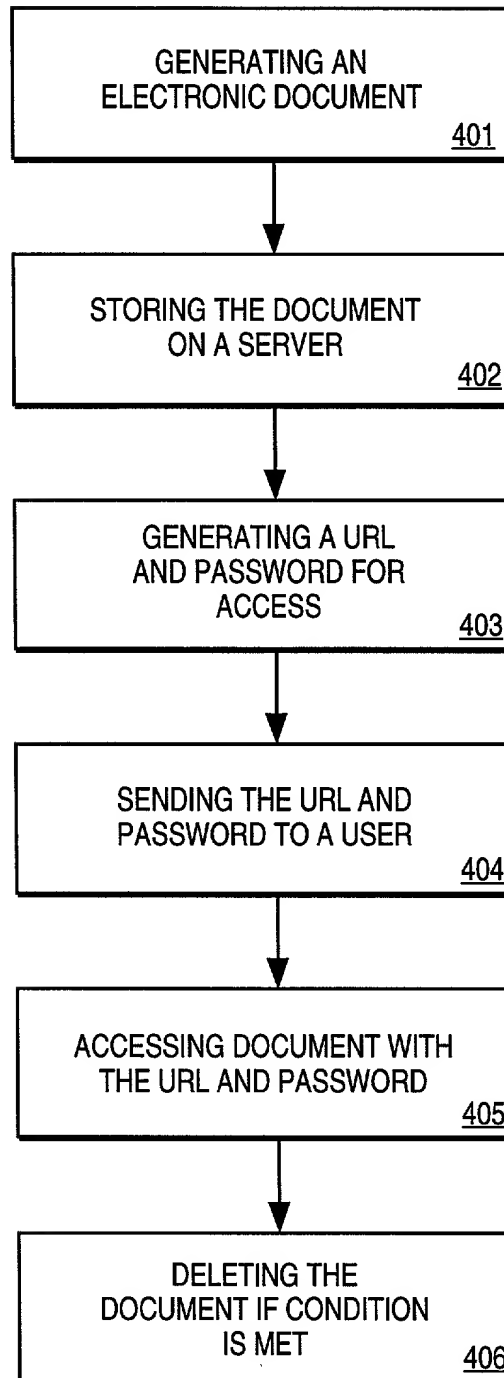 GENERATING AN
ELECTRONIC DOCUMENT
401
STORING THE DOCUMENT
ON A SERVER
402
GENERATING A URL
AND PASSWORD FOR
ACCESS
403
SENDING THE URL AND
PASSWORD TO A USER
404
ACCESSING DOCUMENT WITH
THE URL AND PASSWORD
405
DELETING THE
DOCUMENT IF CONDITION
IS MET
406